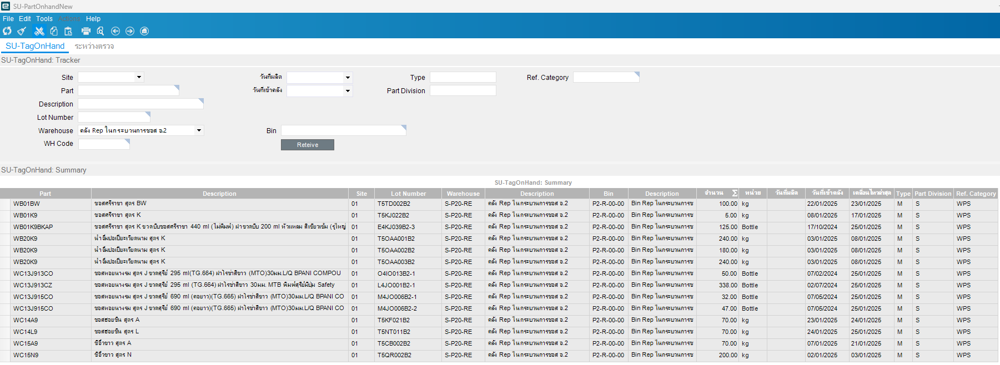 SU-PartOnhandNew
File Edit Tools Actions Help
SU-TagOnHand ระหว่างตรวจ
SU-TagOnHand: Tracker
Site วันที่ผลิต Type Ref. Category
Part วันที่เข้าคลัง Part Division
Description
Lot Number
Warehouse คลัง Rep ในกระบวนการซอส อ.2 Bin
WH Code Reteive
SU-TagOnHand: Summary
SU-TagOnHand: Summary
Part Description Site Lot Number Warehouse Description Bin Description จำนวน Σ หน่วย วันที่ผลิต วันที่เข้าคลัง เคลื่อนไหวล่าสุด Type Part Division Ref. Category
WB01BW ซอสศรีราชา สูตร BW 01 T5TD002B2 S-P20-RE คลัง Rep ในกระบวนการซอส อ.2 P2-R-00-00 Bin Rep ในกระบวนการซ 100.00 kg 22/01/2025 23/01/2025 M S WPS
WB01K9 ซอสศรีราชา สูตร K 01 T5KJ022B2 S-P20-RE คลัง Rep ในกระบวนการซอส อ.2 P2-R-00-00 Bin Rep ในกระบวนการซ 5.00 kg 08/01/2025 17/01/2025 M S WPS
WB01K9BKAP ซอสศรีราชา สูตร K ขวดบีบซอสศรีราชา 440 ml (ไม่พิมพ์) ฝาขวดบีบ 200 ml หัวแหลม สีเขียวเข้ม (รูใหญ่ 01 E4KJ039B2-3 S-P20-RE คลัง Rep ในกระบวนการซอส อ.2 P2-R-00-00 Bin Rep ในกระบวนการซ 125.00 Bottle 17/10/2024 25/01/2025 M S WPS
WB20K9 น้ำจิ้มปอเปี๊ยะเวียดนาม สูตร K 01 T5OAA001B2 S-P20-RE คลัง Rep ในกระบวนการซอส อ.2 P2-R-00-00 Bin Rep ในกระบวนการซ 240.00 kg 03/01/2025 08/01/2025 M S WPS
WB20K9 น้ำจิ้มปอเปี๊ยะเวียดนาม สูตร K 01 T5OAA002B2 S-P20-RE คลัง Rep ในกระบวนการซอส อ.2 P2-R-00-00 Bin Rep ในกระบวนการซ 180.00 kg 03/01/2025 08/01/2025 M S WPS
WB20K9 น้ำจิ้มปอเปี๊ยะเวียดนาม สูตร K 01 T5OAA003B2 S-P20-RE คลัง Rep ในกระบวนการซอส อ.2 P2-R-00-00 Bin Rep ในกระบวนการซ 240.00 kg 03/01/2025 08/01/2025 M S WPS
WC13J913CO ซอสหอยนางรม สูตร J ขวดสุรีย์ 295 ml(TG.664) ฝาโรซ่าสีขาว (MTO)30มม.L/Q BPANI COMPOU 01 O4IO013B2-1 S-P20-RE คลัง Rep ในกระบวนการซอส อ.2 P2-R-00-00 Bin Rep ในกระบวนการซ 50.00 Bottle 07/02/2024 25/01/2025 M S WPS
WC13J913CZ ซอสหอยนางรม สูตร J ขวดสุรีย์ 295 ml (TG.664) ฝาโรซ่าสีขาว 30มม. MTB พิมพ์สุรีย์มีปุ่ม Safety 01 L4JO001B2-1 S-P20-RE คลัง Rep ในกระบวนการซอส อ.2 P2-R-00-00 Bin Rep ในกระบวนการซ 338.00 Bottle 02/07/2024 25/01/2025 M S WPS
WC13J915CO ซอสหอยนางรม สูตร J ขวดสุรีย์ 690 ml (คอยาว)(TG.665) ฝาโรซ่าสีขาว (MTO)30มม.L/Q BPANI CO 01 M4JO006B2-1 S-P20-RE คลัง Rep ในกระบวนการซอส อ.2 P2-R-00-00 Bin Rep ในกระบวนการซ 32.00 Bottle 07/05/2024 25/01/2025 M S WPS
WC13J915CO ซอสหอยนางรม สูตร J ขวดสุรีย์ 690 ml (คอยาว)(TG.665) ฝาโรซ่าสีขาว (MTO)30มม.L/Q BPANI CO 01 M4JO006B2-2 S-P20-RE คลัง Rep ในกระบวนการซอส อ.2 P2-R-00-00 Bin Rep ในกระบวนการซ 47.00 Bottle 07/05/2024 25/01/2025 M S WPS
WC14A9 ซอสฮอยซิน สูตร A 01 T5KF021B2 S-P20-RE คลัง Rep ในกระบวนการซอส อ.2 P2-R-00-00 Bin Rep ในกระบวนการซ 70.00 kg 23/01/2025 24/01/2025 M S WPS
WC14L9 ซอสฮอยซิน สูตร L 01 T5NT011B2 S-P20-RE คลัง Rep ในกระบวนการซอส อ.2 P2-R-00-00 Bin Rep ในกระบวนการซ 70.00 kg 24/01/2025 25/01/2025 M S WPS
WC15A9 ซีอิ๊วขาว สูตร A 01 T5CB002B2 S-P20-RE คลัง Rep ในกระบวนการซอส อ.2 P2-R-00-00 Bin Rep ในกระบวนการซ 70.00 kg 07/01/2025 21/01/2025 M S WPS
WC15N9 ซีอิ๊วขาว สูตร N 01 T5QR002B2 S-P20-RE คลัง Rep ในกระบวนการซอส อ.2 P2-R-00-00 Bin Rep ในกระบวนการซ 200.00 kg 02/01/2025 03/01/2025 M S WPS